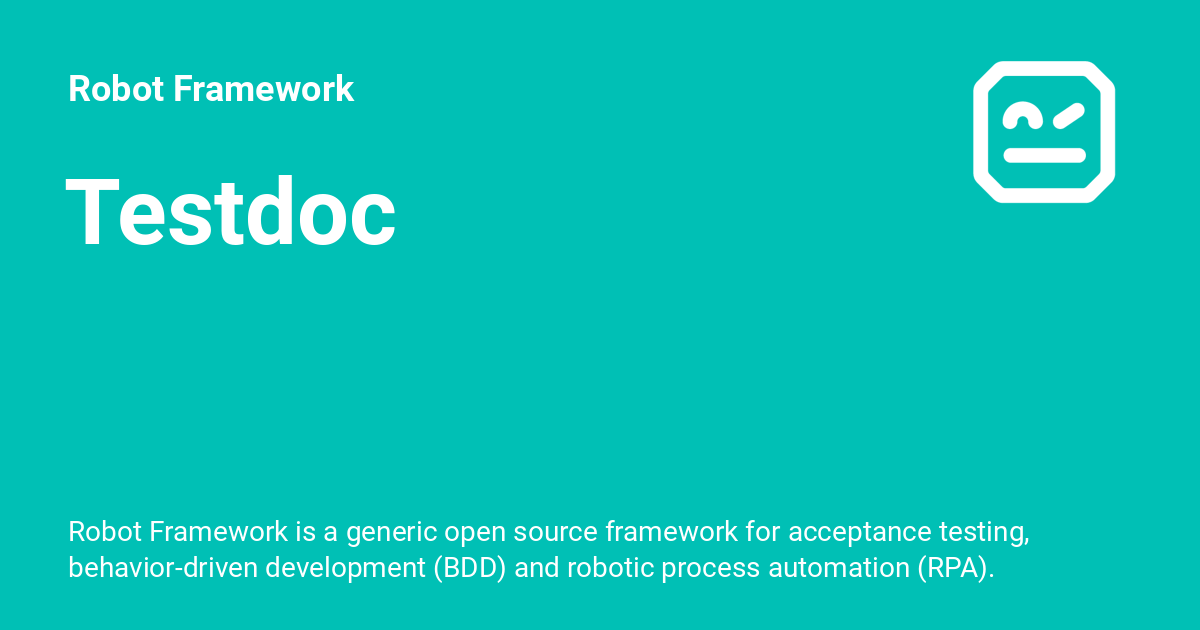 Robot Framework
Testdoc
Robot Framework is a generic open source framework for acceptance testing,
behavior-driven development (BDD) and robotic process automation (RPA).